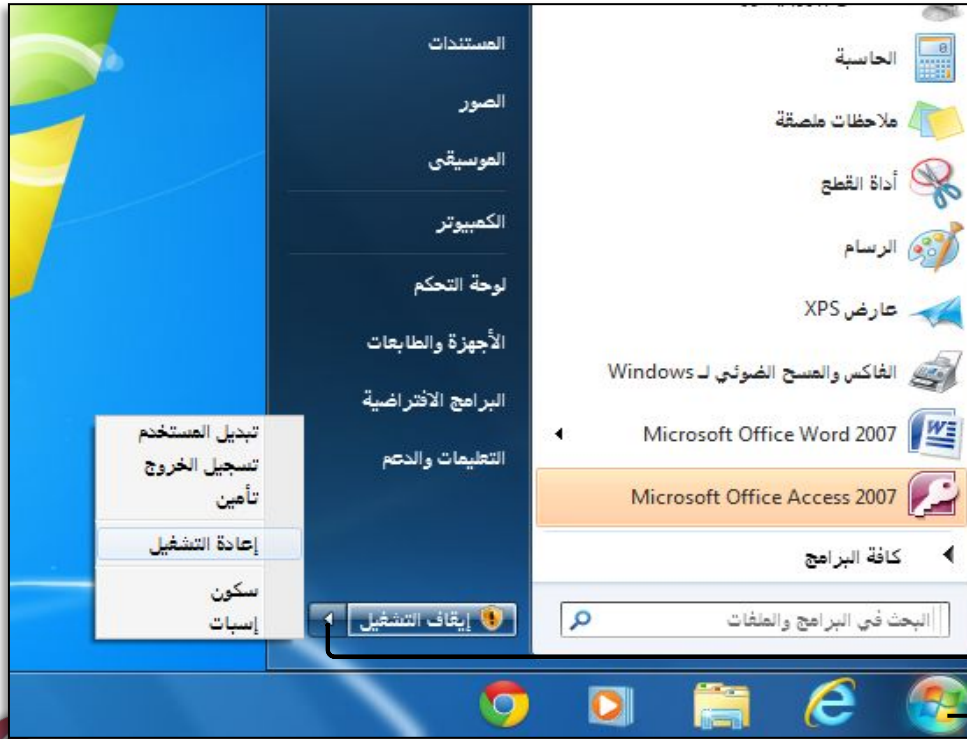 الحاسبة
ملاحظات ملصقة
أداة القطع
الرسام
عارض XPS
الفاكس والمسح الضوئي لـ Windows
Microsoft Office Word 2007
Microsoft Office Access 2007
كافة البرامج
البحث في البرامج والملفات
المستندات
الصور
الموسيقى
الكمبيوتر
لوحة التحكم
الأجهزة والطابعات
البرامج الافتراضية
التعليمات والدعم
إيقاف التشغيل
تبديل المستخدم
تسجيل الخروج
تأمين
إعادة التشغيل
سكون
إسبات